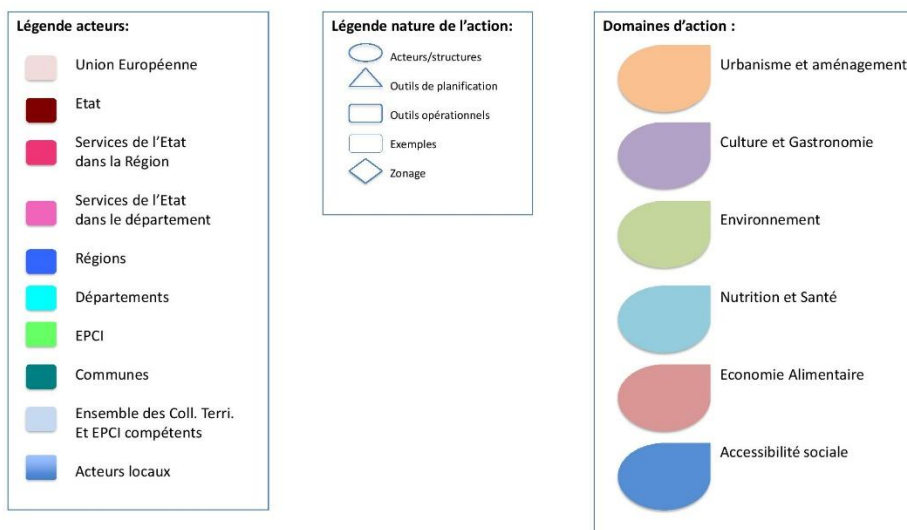 Légende acteurs:
Union Européenne
Etat
Services de l'Etat
dans la Région
Services de l'Etat
dans le département
Régions
Départements
EPCI
Communes
Ensemble des Coll. Terri.
Et EPCI compétents
Acteurs locaux
Légende nature de l'action:
Acteurs/structures
Outils de planification
Outils opérationnels
Exemples
Zonage
Domaines d'action :
Urbanisme et aménagement
Culture et Gastronomie
Environnement
Nutrition et Santé
Economie Alimentaire
Accessibilité sociale